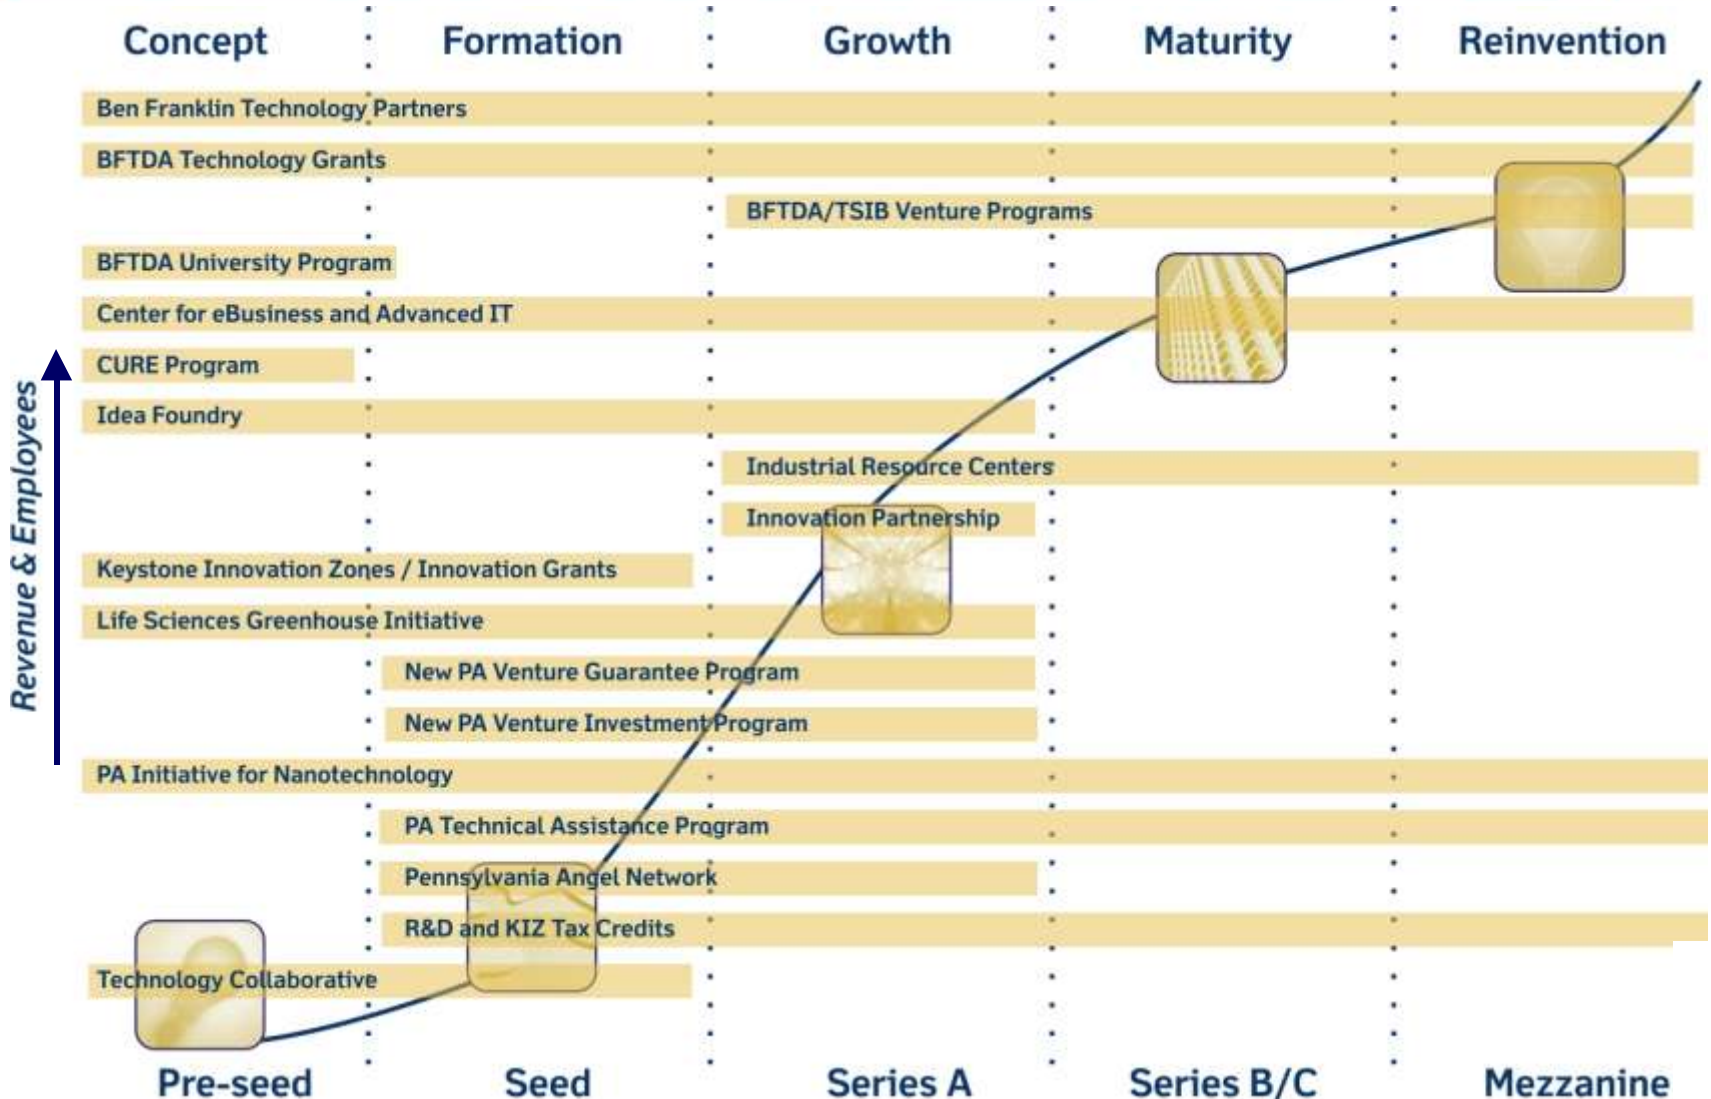 Concept Formation Growth Maturity Reinvention
Ben Franklin Technology Partners
BFTDA Technology Grants
BFTDA/TSIB Venture Programs
BFTDA University Program
Center for eBusiness and Advanced IT
CURE Program
Idea Foundry
Industrial Resource Centers
Innovation Partnership
Keystone Innovation Zones / Innovation Grants
Life Sciences Greenhouse Initiative
New PA Venture Guarantee Program
New PA Venture Investment Program
PA Initiative for Nanotechnology
PA Technical Assistance Program
Pennsylvania Angel Network
R&D and KIZ Tax Credits
Technology Collaborative
Revenue & Employees
Pre-seed Seed Series A Series B/C Mezzanine